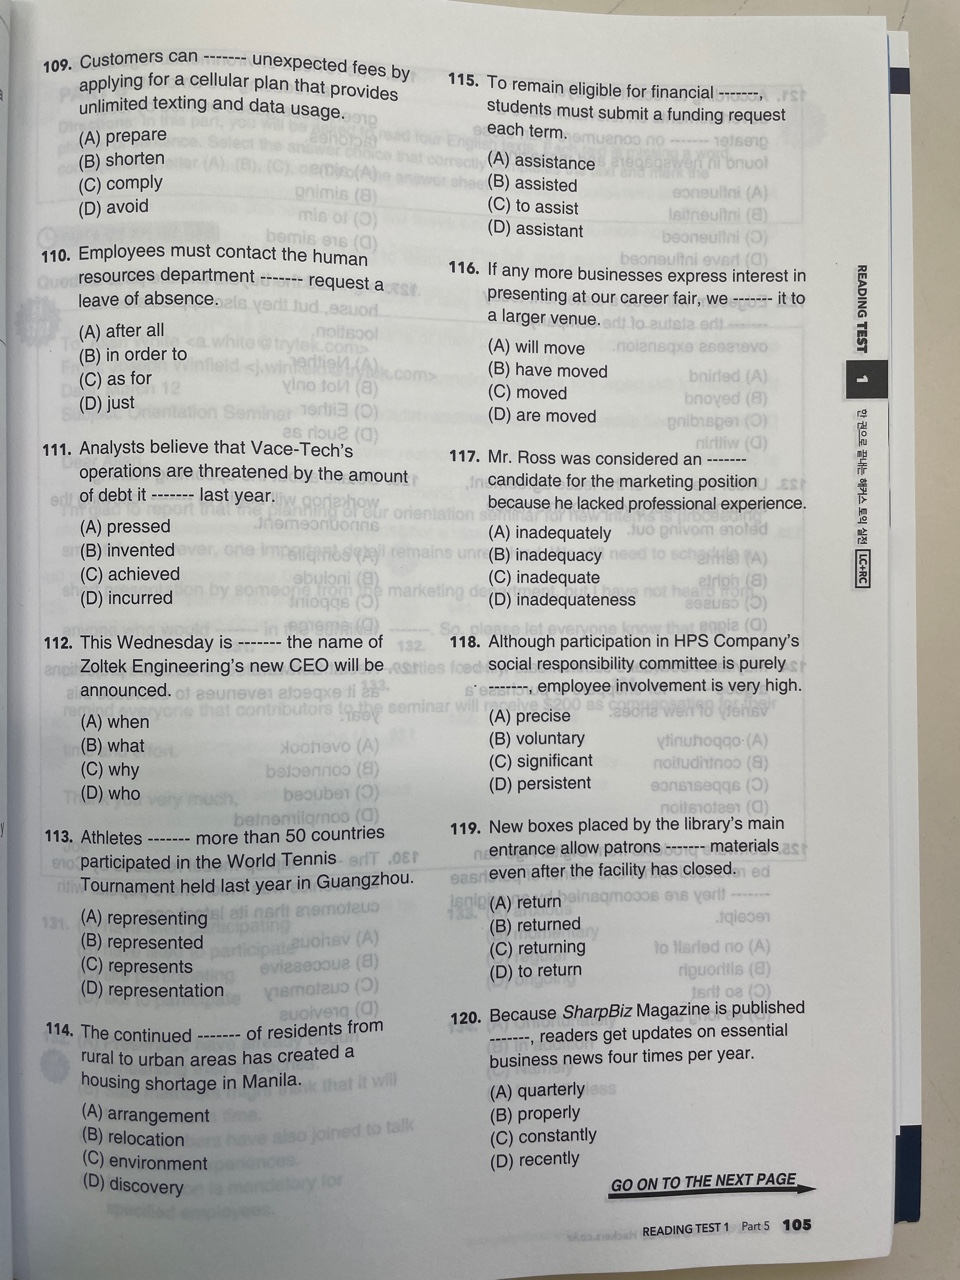 109. Customers can ------- unexpected fees by
applying for a cellular plan that provides
unlimited texting and data usage.
(A) prepare
(B) shorten
(C) comply
(D) avoid
110. Employees must contact the human
resources department ------- request a
leave of absence.
(A) after all
(B) in order to
(C) as for
(D) just
111. Analysts believe that Vace-Tech's
operations are threatened by the amount
of debt it ------- last year.
(A) pressed
(B) invented
(C) achieved
(D) incurred
112. This Wednesday is ------- the name of
Zoltek Engineering's new CEO will be
announced.
(A) when
(B) what
(C) why
(D) who
113. Athletes ------- more than 50 countries
participated in the World Tennis
Tournament held last year in Guangzhou.
(A) representing
(B) represented
(C) represents
(D) representation
114. The continued ------- of residents from
rural to urban areas has created a
housing shortage in Manila.
(A) arrangement
(B) relocation
(C) environment
(D) discovery
115. To remain eligible for financial -------,
students must submit a funding request
each term.
(A) assistance
(B) assisted
(C) to assist
(D) assistant
116. If any more businesses express interest in
presenting at our career fair, we ------- it to
a larger venue.
(A) will move
(B) have moved
(C) moved
(D) are moved
117. Mr. Ross was considered an -------
candidate for the marketing position
because he lacked professional experience.
(A) inadequately
(B) inadequacy
(C) inadequate
(D) inadequateness
118. Although participation in HPS Company's
social responsibility committee is purely
-------, employee involvement is very high.
(A) precise
(B) voluntary
(C) significant
(D) persistent
119. New boxes placed by the library's main
entrance allow patrons ------- materials
even after the facility has closed.
(A) return
(B) returned
(C) returning
(D) to return
120. Because SharpBiz Magazine is published
-------, readers get updates on essential
business news four times per year.
(A) quarterly
(B) properly
(C) constantly
(D) recently
GO ON TO THE NEXT PAGE
READING TEST 1 Part 5 105
READING TEST 1 한 권으로 끝내는 해커스 토익 실전 LC+RC